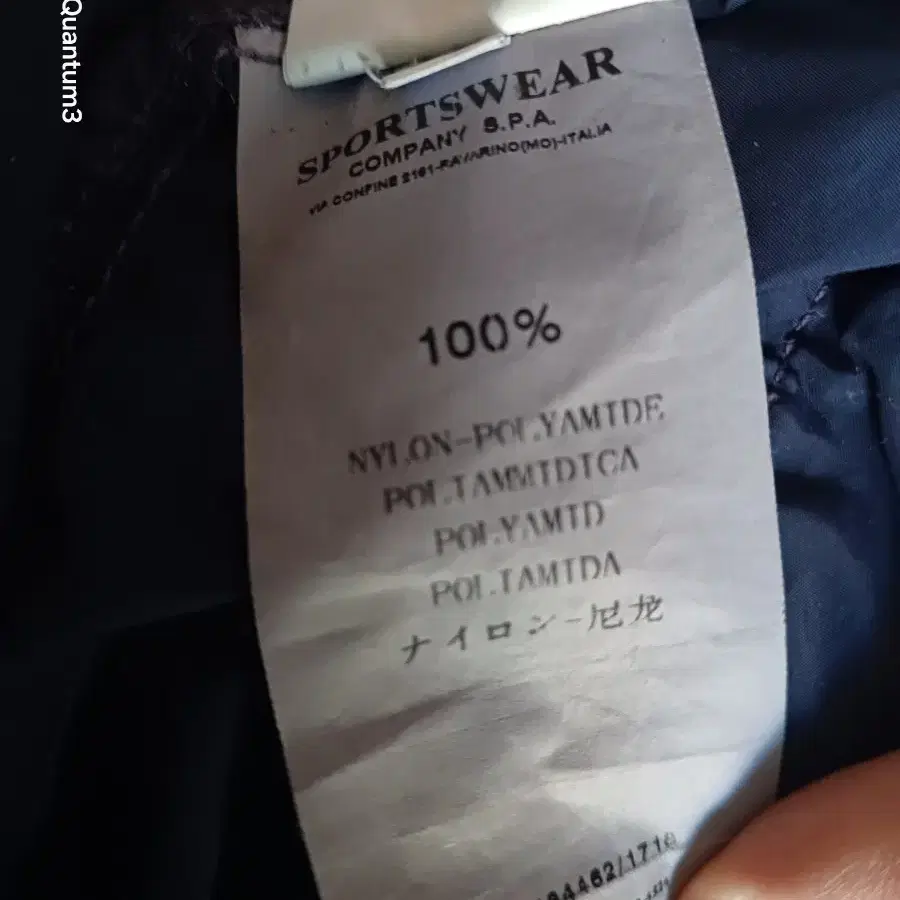 Quantum3
SPORTSWEAR
COMPANY S.P.A.
VIA CONFINE 2161-RAVARINO(MO)-ITALIA
100%
NYLON-POLYAMIDE
POLIAMMIDICA
POLYAMID
POLIAMIDA
ナイロン-尼龙